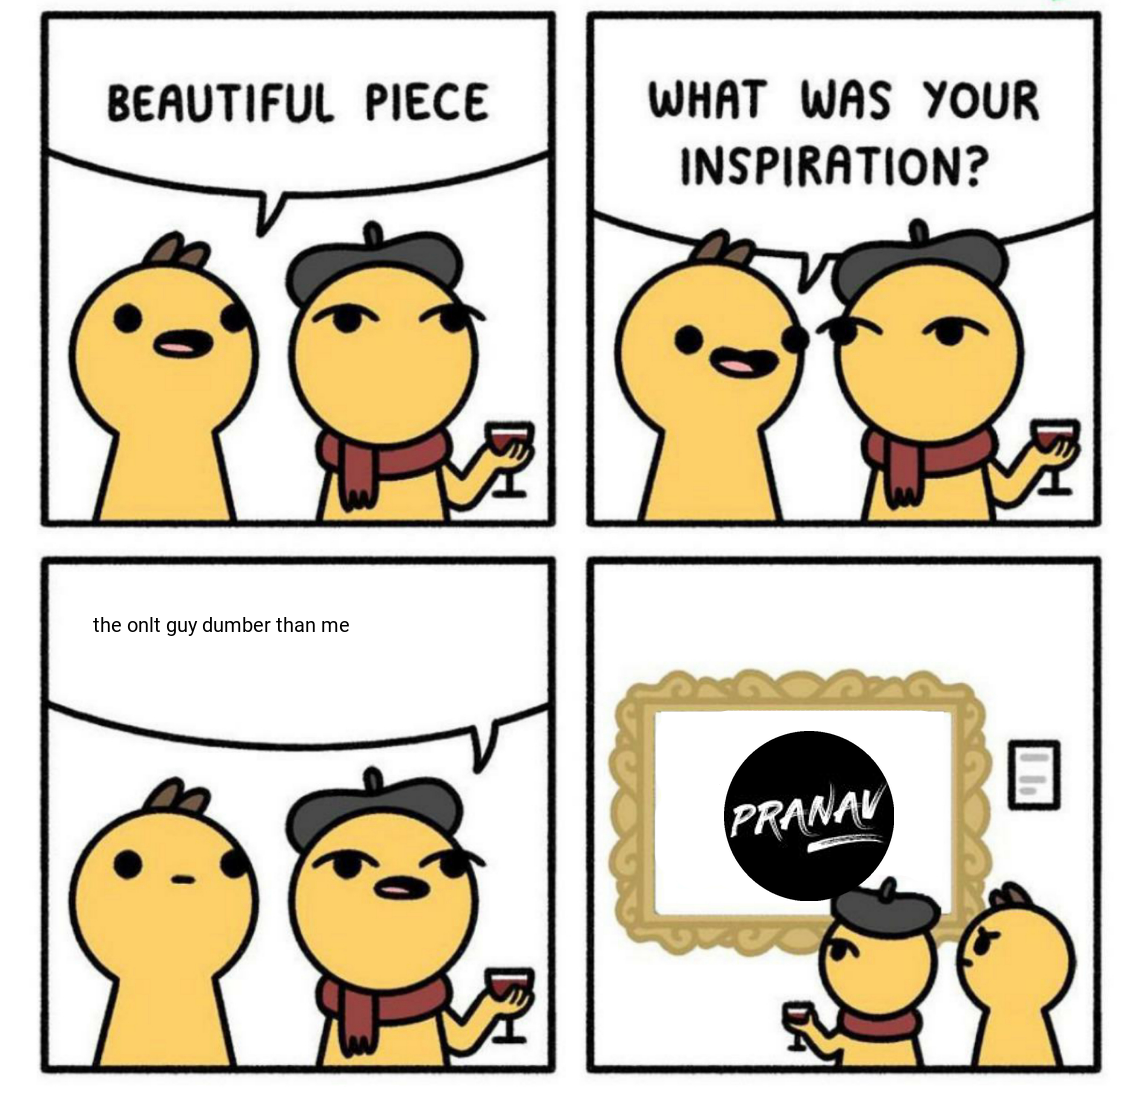 BEAUTIFUL PIECE
WHAT WAS YOUR
INSPIRATION?
the onlt guy dumber than me
PRANAV